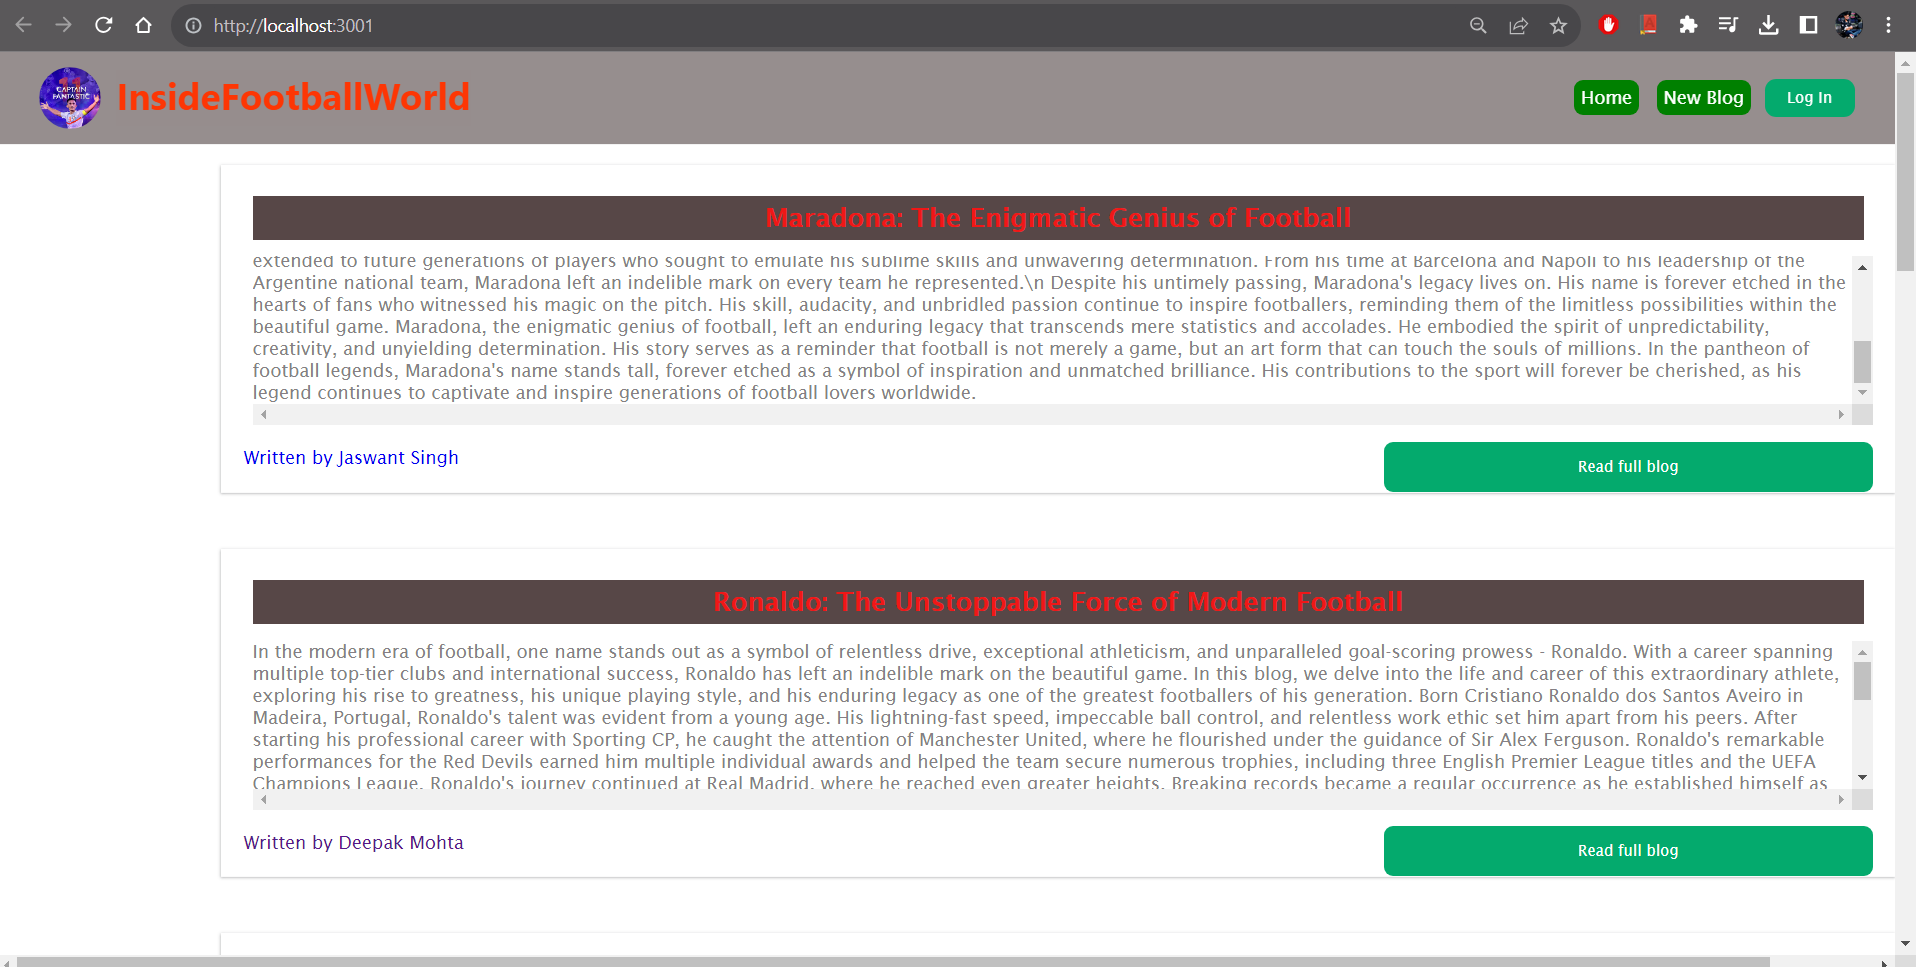 http://localhost:3001
CAPTAIN
FANTASTIC
InsideFootballWorld
Home
New Blog
Log In
Maradona: The Enigmatic Genius of Football
extended to future generations of players who sought to emulate his sublime skills and unwavering determination. From his time at Barcelona and Napoli to his leadership of the
Argentine national team, Maradona left an indelible mark on every team he represented.\n Despite his untimely passing, Maradona's legacy lives on. His name is forever etched in the
hearts of fans who witnessed his magic on the pitch. His skill, audacity, and unbridled passion continue to inspire footballers, reminding them of the limitless possibilities within the
beautiful game. Maradona, the enigmatic genius of football, left an enduring legacy that transcends mere statistics and accolades. He embodied the spirit of unpredictability,
creativity, and unyielding determination. His story serves as a reminder that football is not merely a game, but an art form that can touch the souls of millions. In the pantheon of
football legends, Maradona's name stands tall, forever etched as a symbol of inspiration and unmatched brilliance. His contributions to the sport will forever be cherished, as his
legend continues to captivate and inspire generations of football lovers worldwide.
Written by Jaswant Singh
Read full blog
Ronaldo: The Unstoppable Force of Modern Football
In the modern era of football, one name stands out as a symbol of relentless drive, exceptional athleticism, and unparalleled goal-scoring prowess - Ronaldo. With a career spanning
multiple top-tier clubs and international success, Ronaldo has left an indelible mark on the beautiful game. In this blog, we delve into the life and career of this extraordinary athlete,
exploring his rise to greatness, his unique playing style, and his enduring legacy as one of the greatest footballers of his generation. Born Cristiano Ronaldo dos Santos Aveiro in
Madeira, Portugal, Ronaldo's talent was evident from a young age. His lightning-fast speed, impeccable ball control, and relentless work ethic set him apart from his peers. After
starting his professional career with Sporting CP, he caught the attention of Manchester United, where he flourished under the guidance of Sir Alex Ferguson. Ronaldo's remarkable
performances for the Red Devils earned him multiple individual awards and helped the team secure numerous trophies, including three English Premier League titles and the UEFA
Champions League. Ronaldo's journey continued at Real Madrid, where he reached even greater heights. Breaking records became a regular occurrence as he established himself as
Written by Deepak Mohta
Read full blog